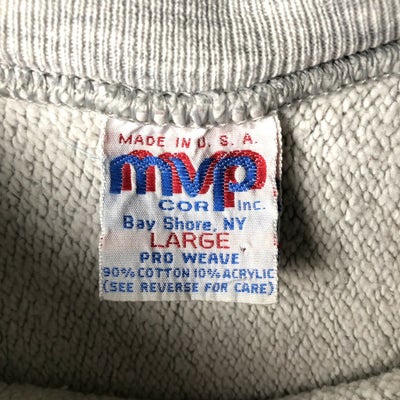 MADE IN U.S.A.
mvp
COR Inc.
Bay Shore, NY
LARGE
PRO WEAVE
90% COTTON 10% ACRYLIC
(SEE REVERSE FOR CARE)